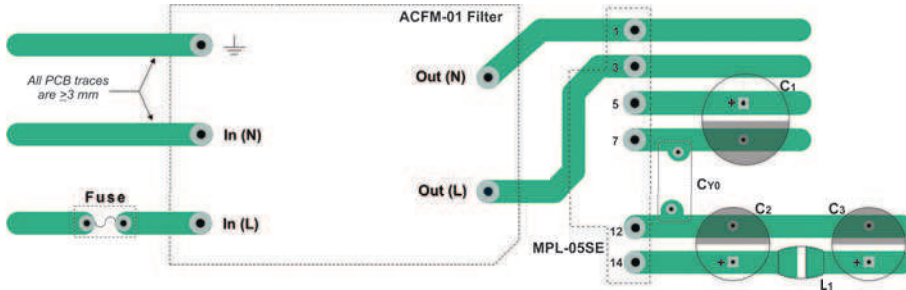 ACFM-01 Filter
1
Out (N)
3
All PCB traces
are ≥3 mm
C1
5
+
In (N)
7
CY0
Out (L)
Fuse
C2
C3
In (L)
12
MPL-05SE
14
+
+
L1